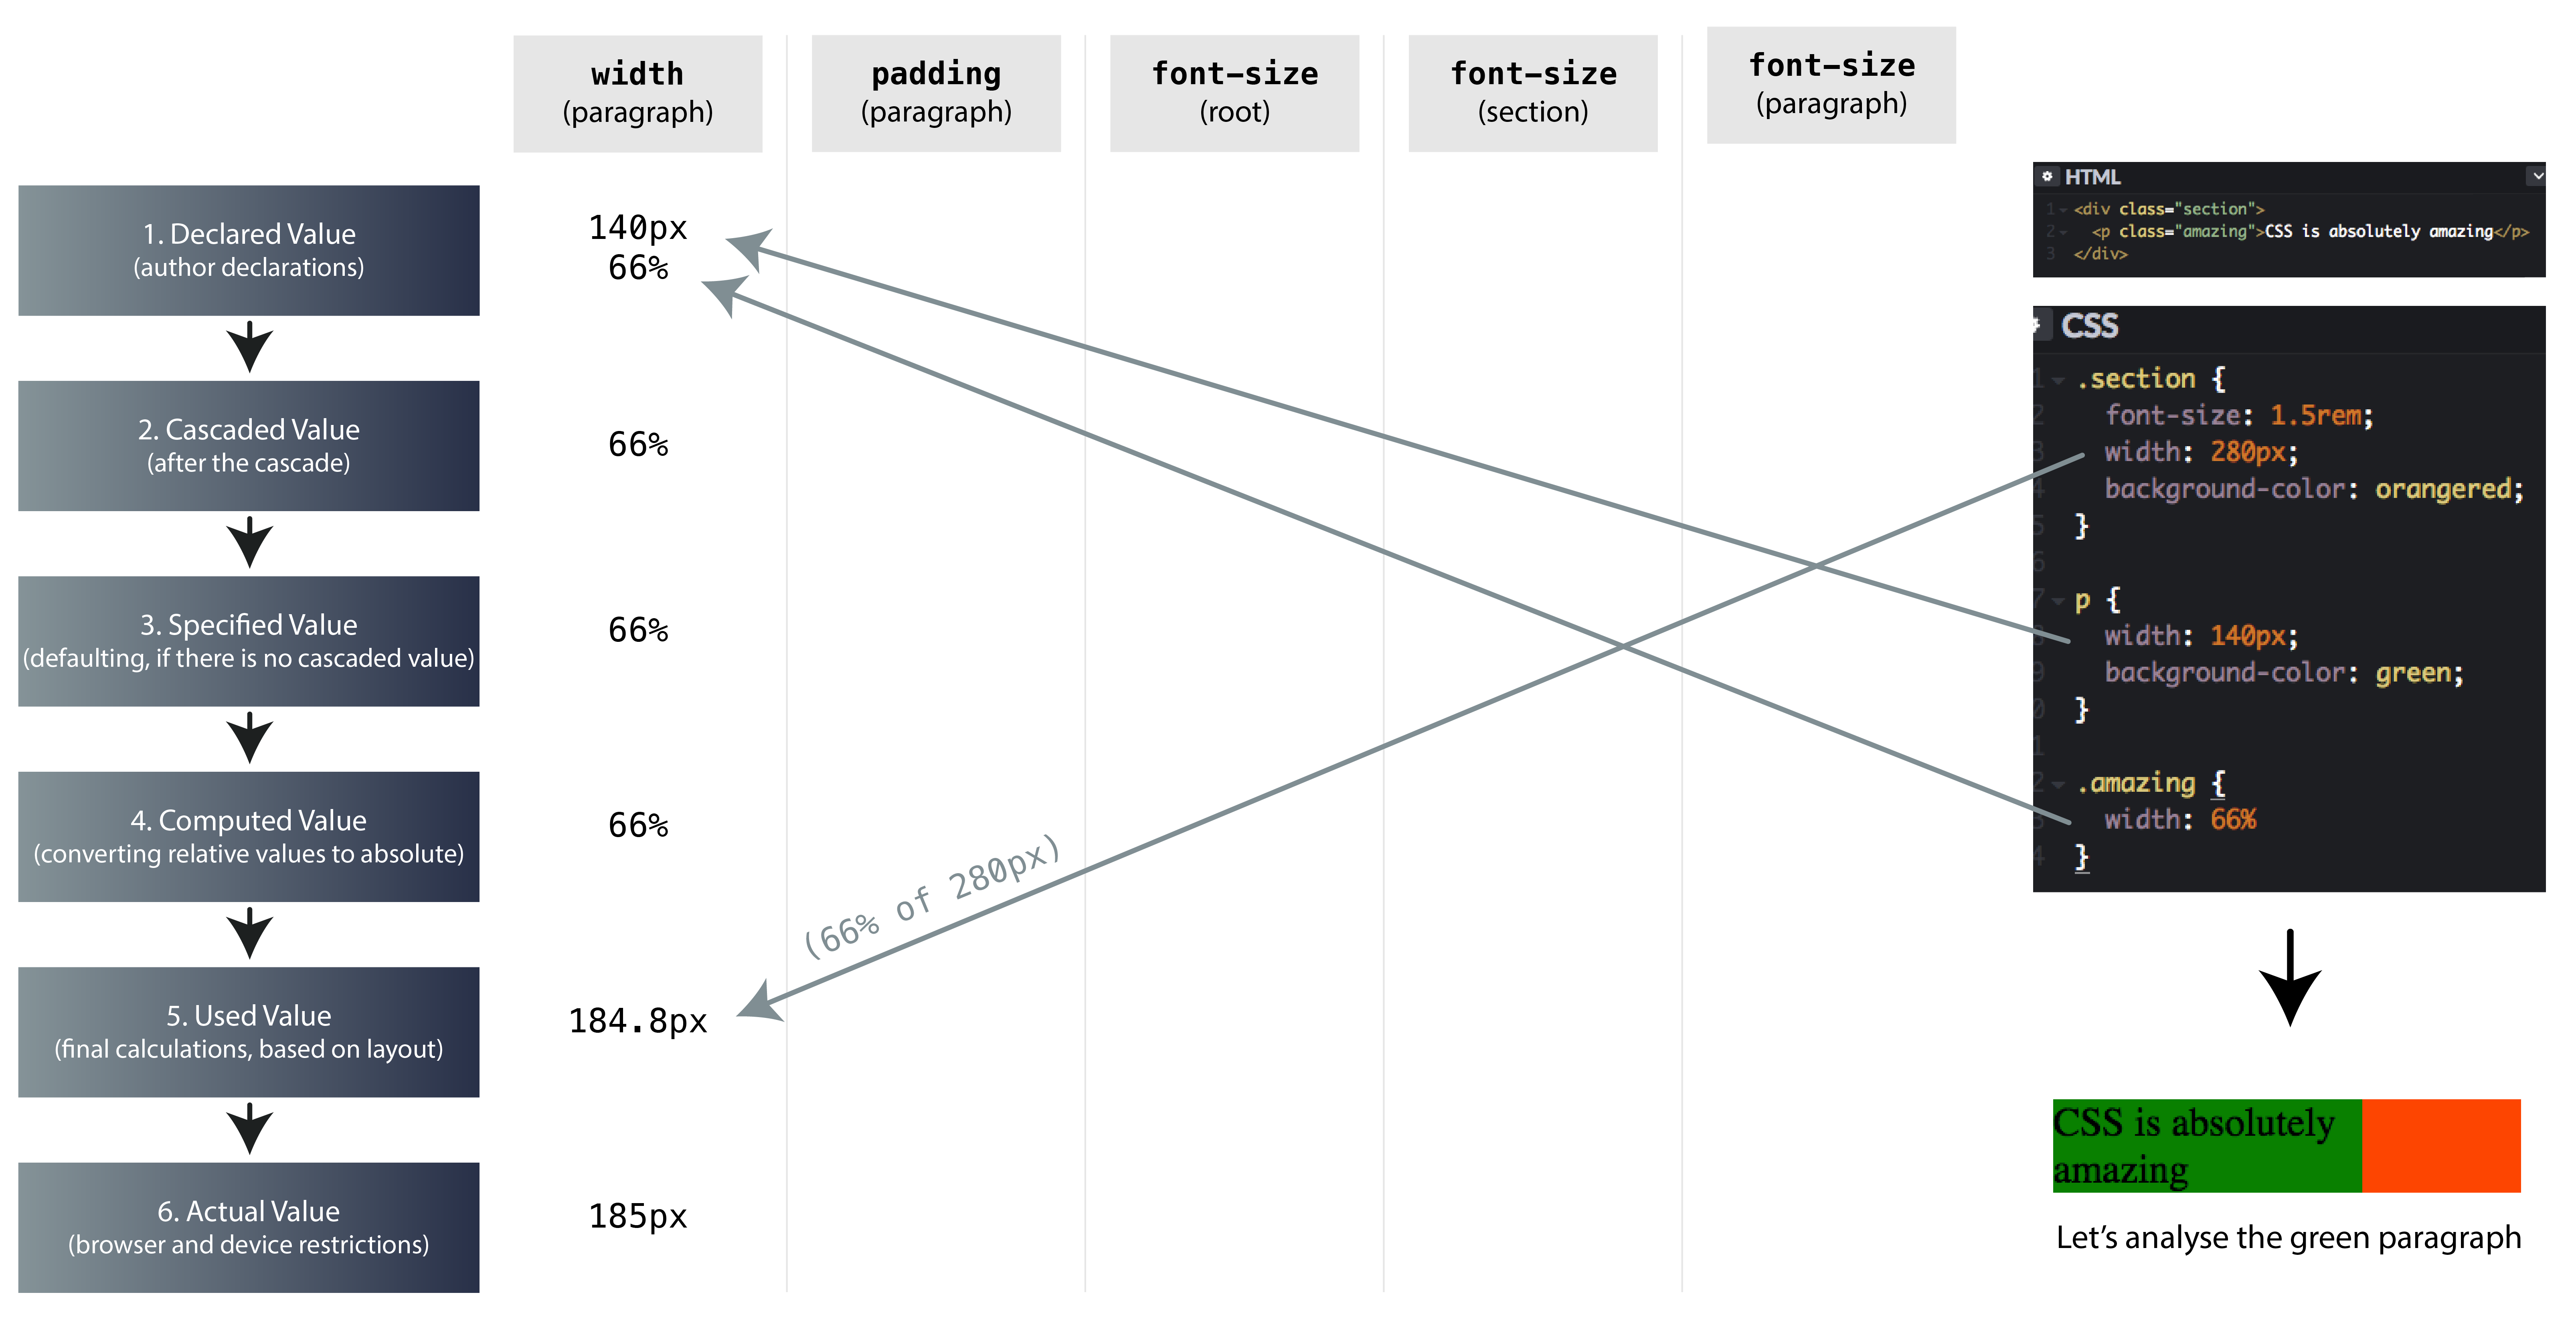 width
(paragraph)
padding
(paragraph)
font-size
(root)
font-size
(section)
font-size
(paragraph)
1. Declared Value
(author declarations)
140px
66%
2. Cascaded Value
(after the cascade)
66%
3. Specified Value
(defaulting, if there is no cascaded value)
66%
4. Computed Value
(converting relative values to absolute)
66%
(66% of 280px)
5. Used Value
(final calculations, based on layout)
184.8px
6. Actual Value
(browser and device restrictions)
185px
HTML
1 <div class="section">
2 <p class="amazing">CSS is absolutely amazing</p>
3 </div>
CSS
1 .section {
2 font-size: 1.5rem;
3 width: 280px;
4 background-color: orangered;
5 }
6
7 p {
width: 140px;
9 background-color: green;
0 }
1
2 .amazing {
3 width: 66%
4 }
CSS is absolutely
amazing
Let's analyse the green paragraph